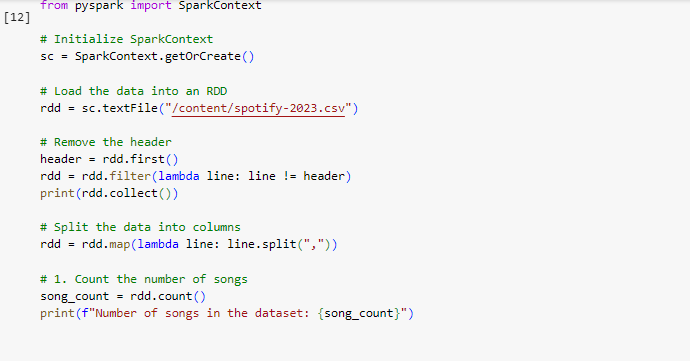 from pyspark import SparkContext
[12]
# Initialize SparkContext
sc = SparkContext.getOrCreate()
# Load the data into an RDD
rdd = sc.textFile("/content/spotify-2023.csv")
# Remove the header
header = rdd.first()
rdd = rdd.filter(lambda line: line != header)
print(rdd.collect())
# Split the data into columns
rdd = rdd.map(lambda line: line.split(","))
# 1. Count the number of songs
song_count = rdd.count()
print(f"Number of songs in the dataset: {song_count}")